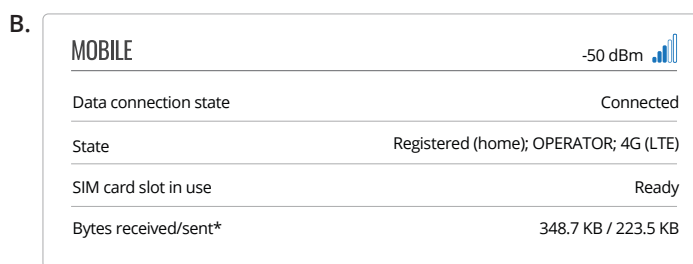 B.
MOBILE -50 dBm
Data connection state Connected
State Registered (home); OPERATOR; 4G (LTE)
SIM card slot in use Ready
Bytes received/sent* 348.7 KB / 223.5 KB